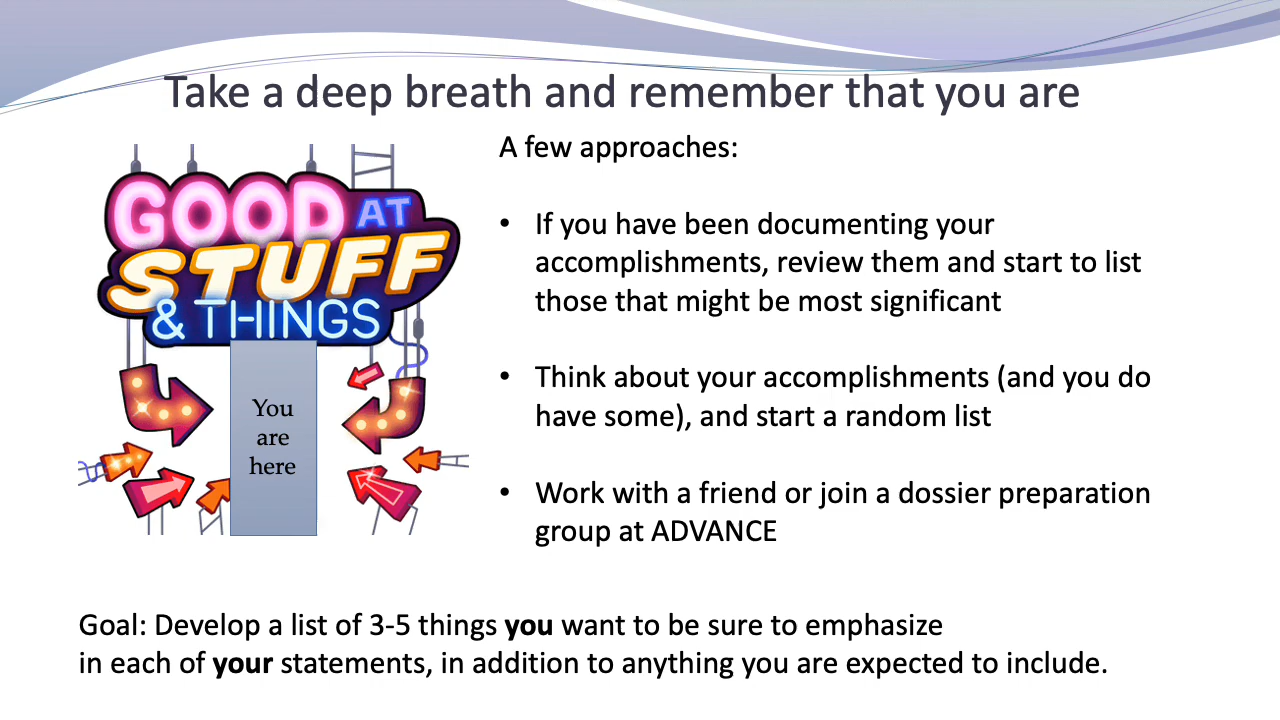 Take a deep breath and remember that you are
GOOD AT
STUFF
& THINGS
You
are
here
A few approaches:
• If you have been documenting your
accomplishments, review them and start to list
those that might be most significant
• Think about your accomplishments (and you do
have some), and start a random list
• Work with a friend or join a dossier preparation
group at ADVANCE
Goal: Develop a list of 3-5 things you want to be sure to emphasize
in each of your statements, in addition to anything you are expected to include.